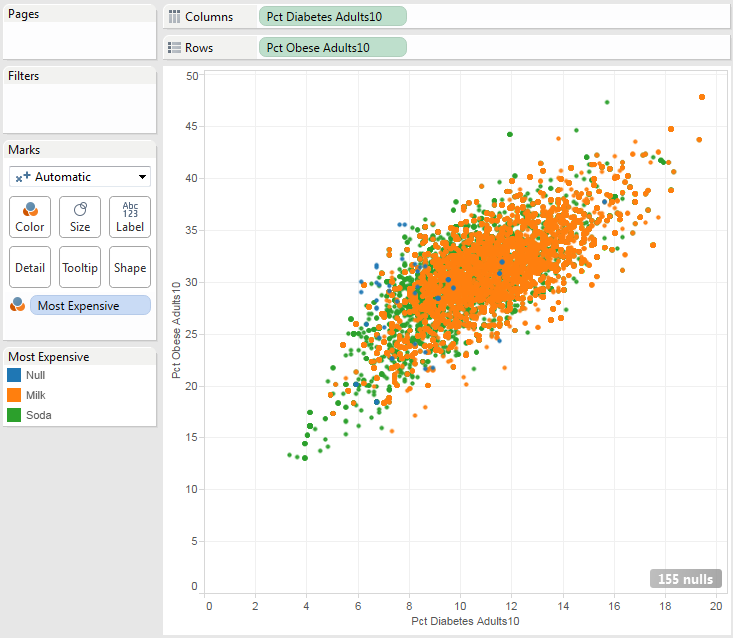 Pages
Columns
Pct Diabetes Adults10
Rows
Pct Obese Adults10
Filters
Marks
Automatic
Color
Size
Abc
123
Label
Detail
Tooltip
Shape
Most Expensive
Most Expensive
Null
Milk
Soda
50
45
40
35
30
25
20
15
10
5
0
Pct Obese Adults10
155 nulls
0 2 4 6 8 10 12 14 16 18 20
Pct Diabetes Adults10